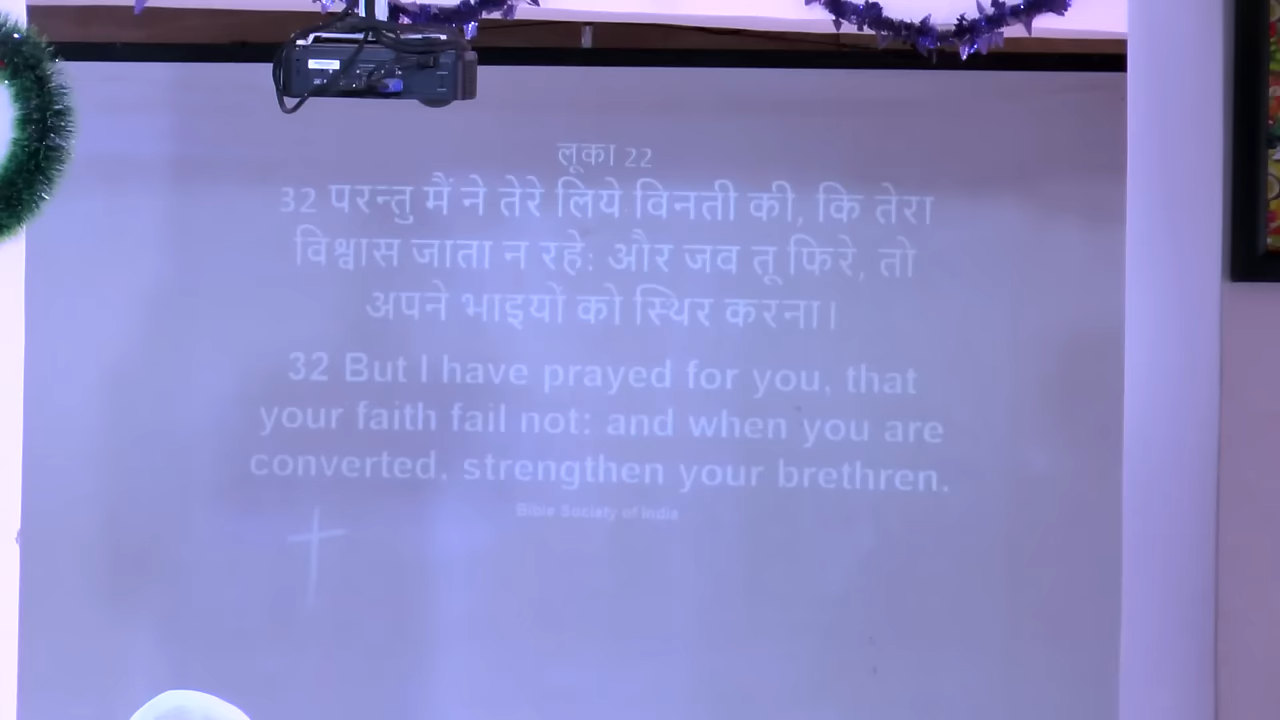 लूका 22
32 परन्तु मैं ने तेरे लिये विनती की, कि तेरा
विश्वास जाता न रहे: और जव तू फिरे, तो
अपने भाइयों को स्थिर करना।
32 But I have prayed for you, that
your faith fail not: and when you are
converted, strengthen your brethren.
Bible Society of India